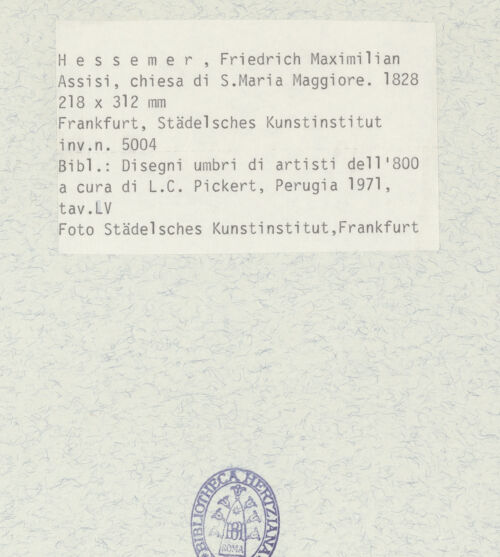 H e s s e m e r , Friedrich Maximilian
Assisi, chiesa di S.Maria Maggiore. 1828
218 x 312 mm
Frankfurt, Städelsches Kunstinstitut
inv.n. 5004
Bibl.: Disegni umbri di artisti dell'800
a cura di L.C. Pickert, Perugia 1971,
tav.LV
Foto Städelsches Kunstinstitut,Frankfurt
BIBLIOTHECA HERTZIANA
ROMA